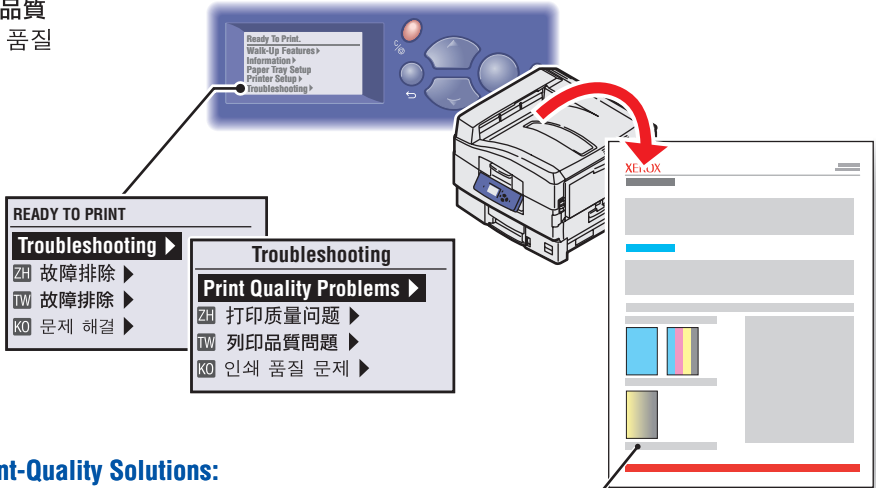 品質
품질
Ready To Print.
Walk-Up Features
Information
Paper Tray Setup
Printer Setup
Troubleshooting
READY TO PRINT
Troubleshooting
ZH 故障排除
TW 故障排除
KO 문제 해결
Troubleshooting
Print Quality Problems
ZH 打印质量问题
TW 列印品質問題
KO 인쇄 품질 문제
XEROX
nt-Quality Solutions: